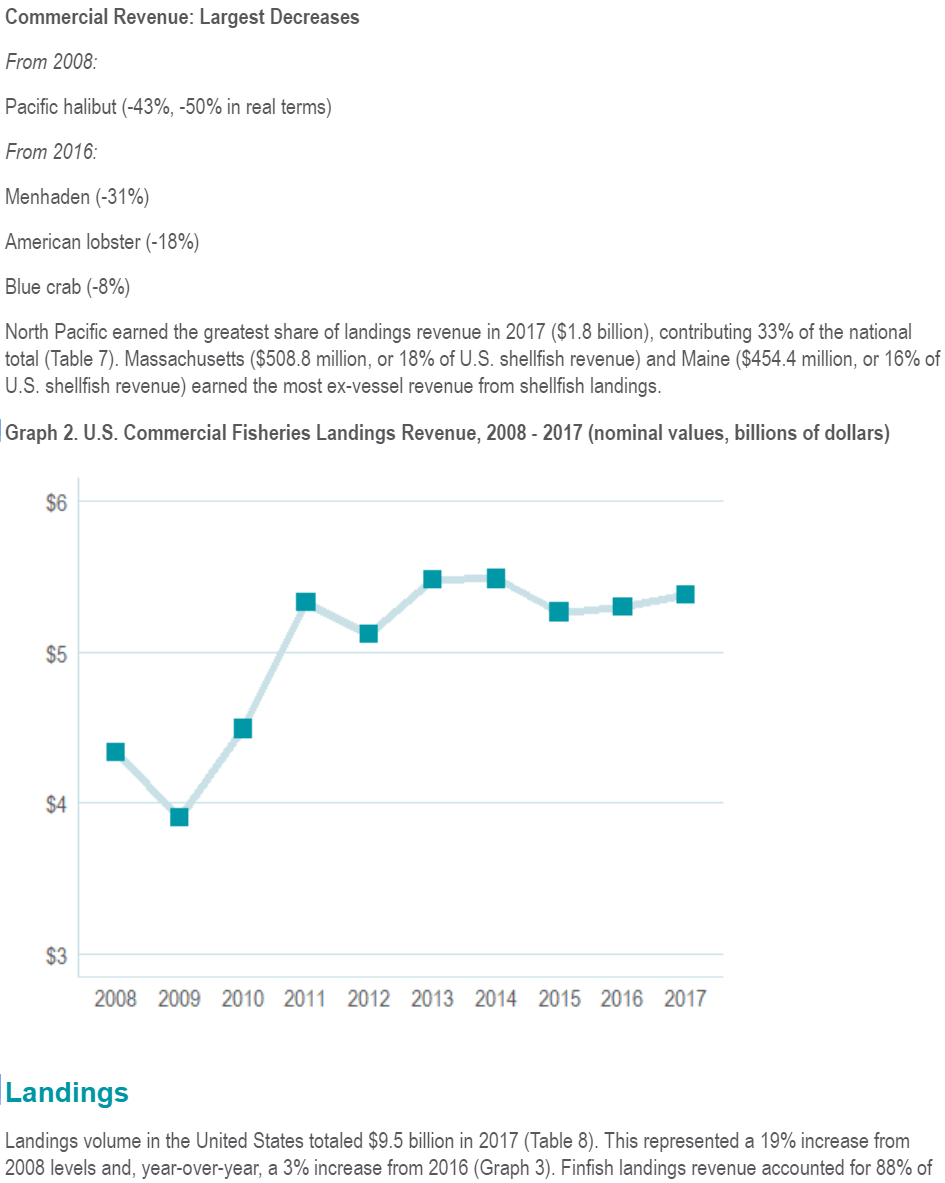 Commercial Revenue: Largest Decreases
From 2008:
Pacific halibut (-43%, -50% in real terms)
From 2016:
Menhaden (-31%)
American lobster (-18%)
Blue crab (-8%)
North Pacific earned the greatest share of landings revenue in 2017 ($1.8 billion), contributing 33% of the national
total (Table 7). Massachusetts ($508.8 million, or 18% of U.S. shellfish revenue) and Maine ($454.4 million, or 16% of
U.S. shellfish revenue) earned the most ex-vessel revenue from shellfish landings.
Graph 2. U.S. Commercial Fisheries Landings Revenue, 2008 - 2017 (nominal values, billions of dollars)
$6
$5
$4
$3
2008 2009 2010 2011 2012 2013 2014 2015 2016 2017
Landings
Landings volume in the United States totaled $9.5 billion in 2017 (Table 8). This represented a 19% increase from
2008 levels and, year-over-year, a 3% increase from 2016 (Graph 3). Finfish landings revenue accounted for 88% of